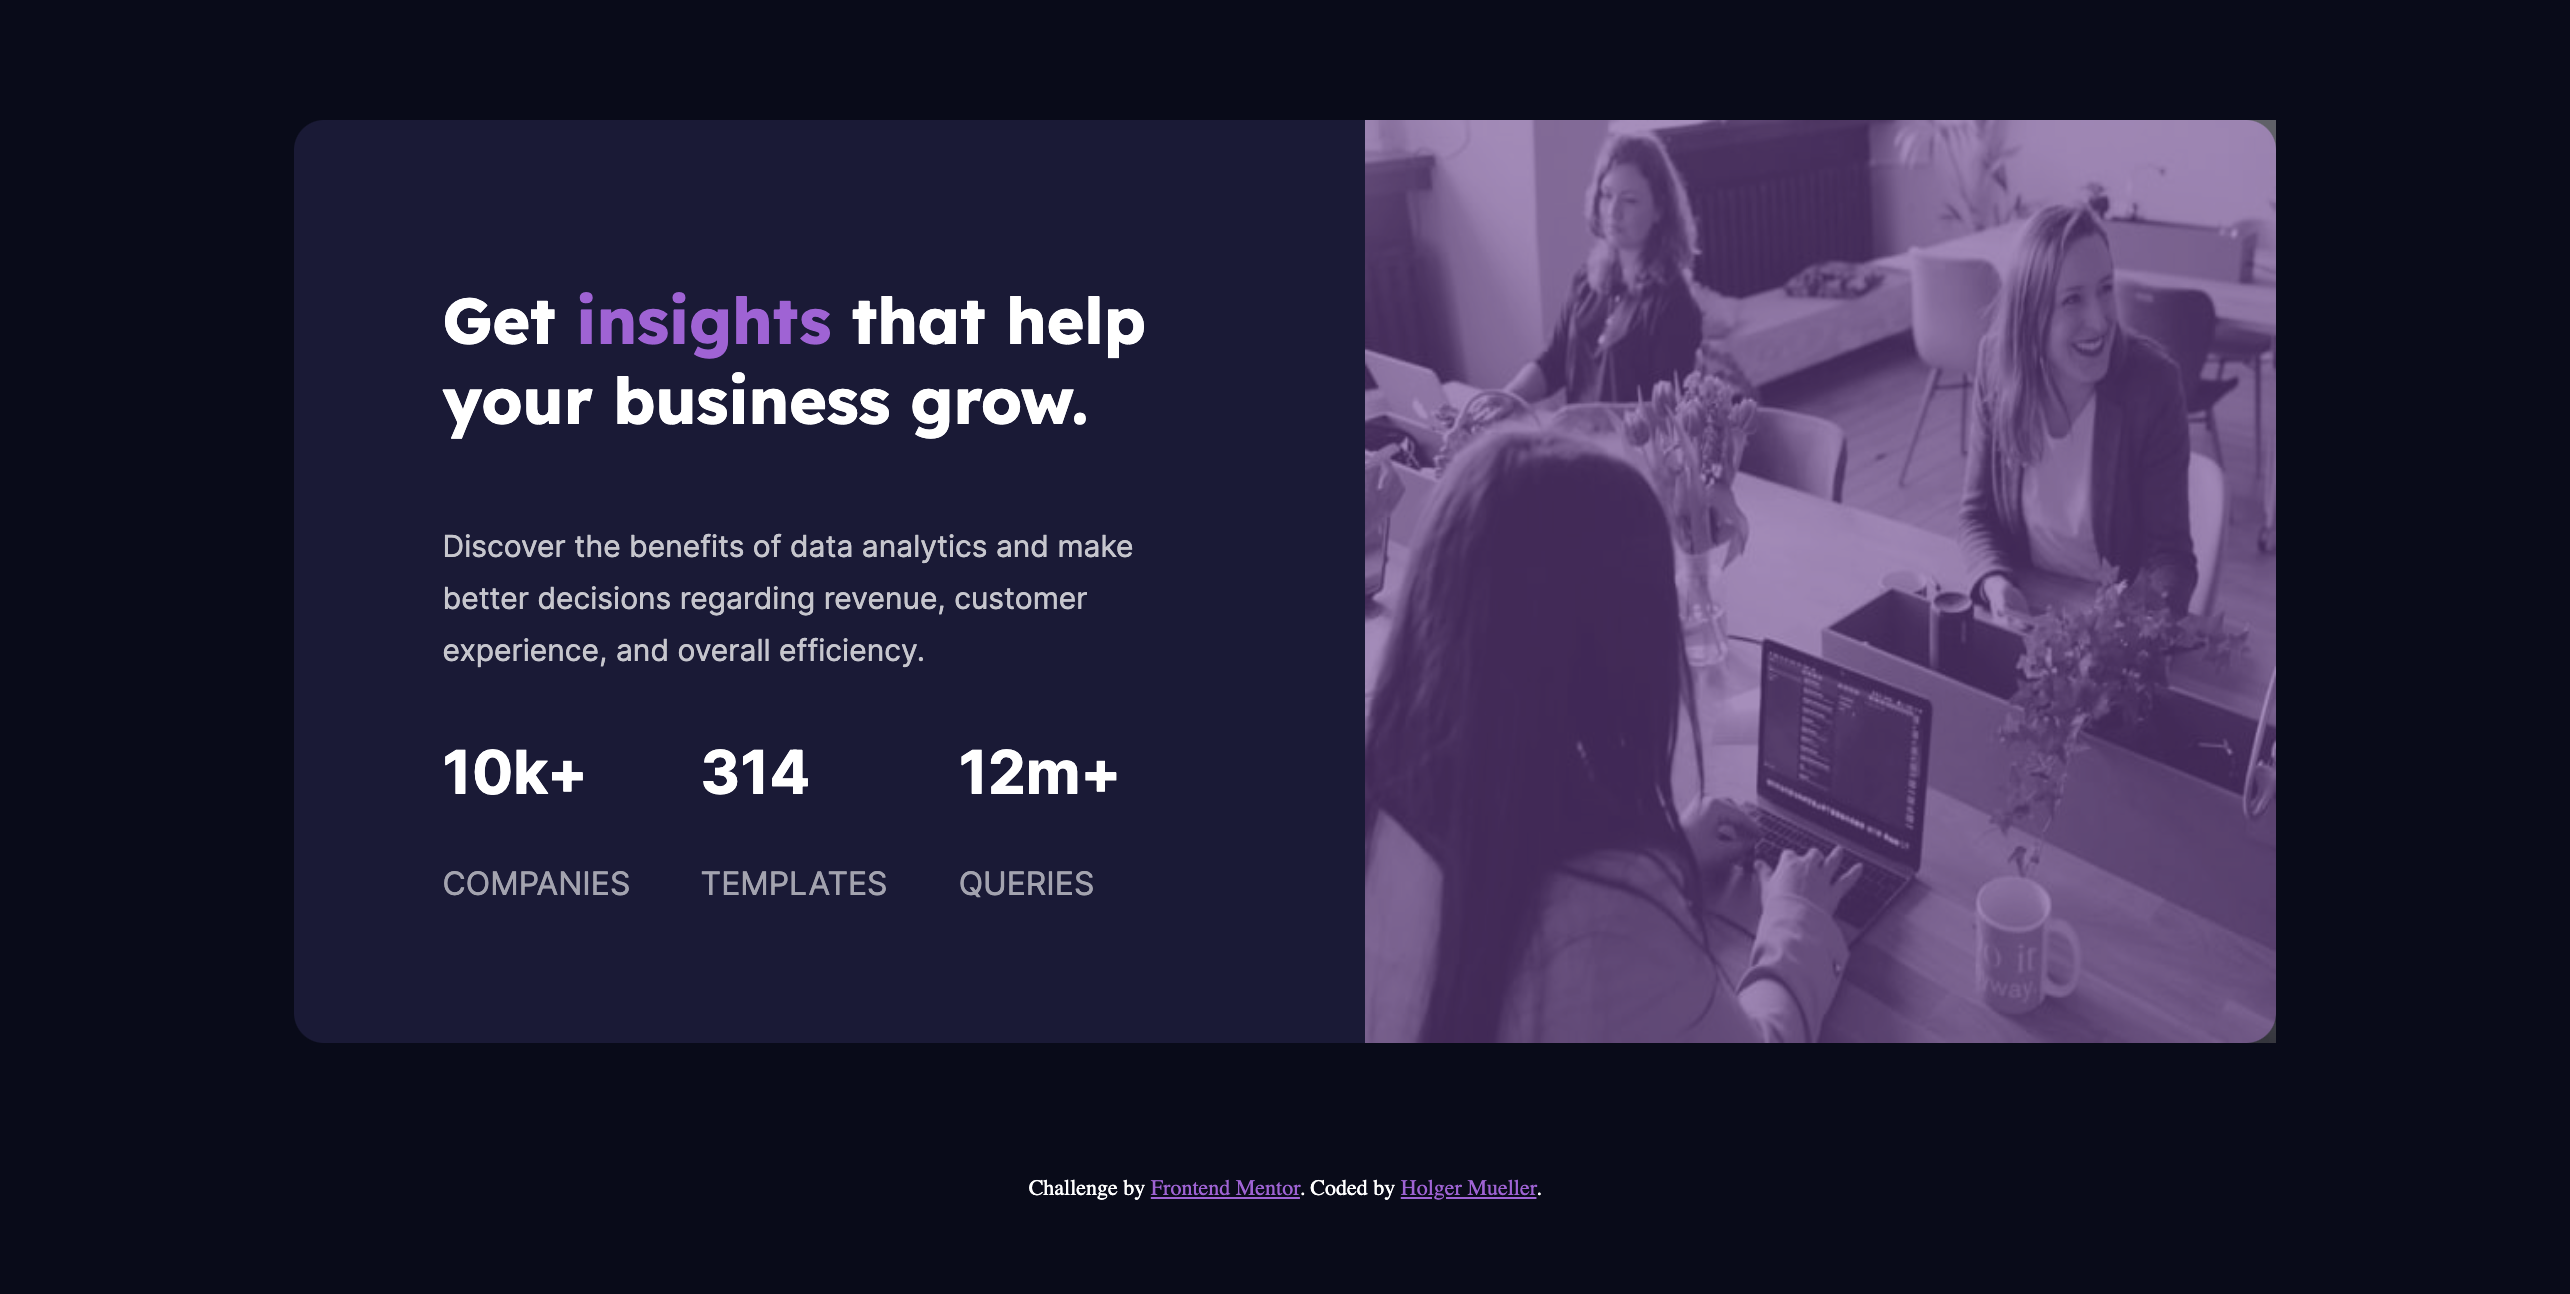 Get insights that help
your business grow.
Discover the benefits of data analytics and make
better decisions regarding revenue, customer
experience, and overall efficiency.
10k+ 314 12m+
COMPANIES TEMPLATES QUERIES
way.
Challenge by Frontend Mentor. Coded by Holger Mueller.